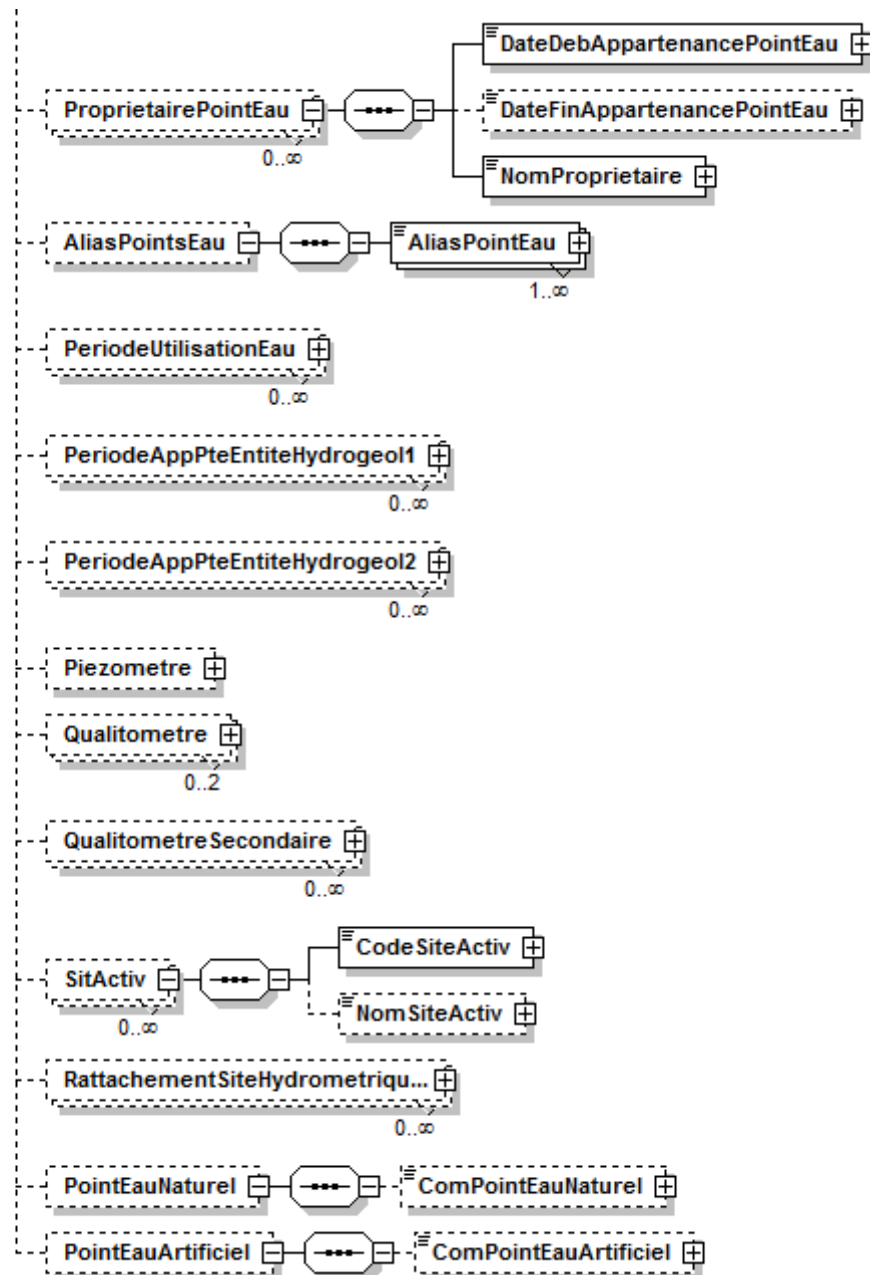 DateDebAppartenancePointEau
ProprietairePointEau
DateFinAppartenancePointEau
0..∞
NomProprietaire
AliasPointsEau
AliasPointEau
1..∞
PeriodeUtilisationEau
0..∞
PeriodeAppPteEntiteHydrogeol1
0..∞
PeriodeAppPteEntiteHydrogeol2
0..∞
Piezometre
Qualitometre
0..2
QualitometreSecondaire
0..∞
CodeSiteActiv
SitActiv
NomSiteActiv
0..∞
RattachementSiteHydrometriqu...
0..∞
PointEauNaturel
ComPointEauNaturel
PointEauArtificiel
ComPointEauArtificiel